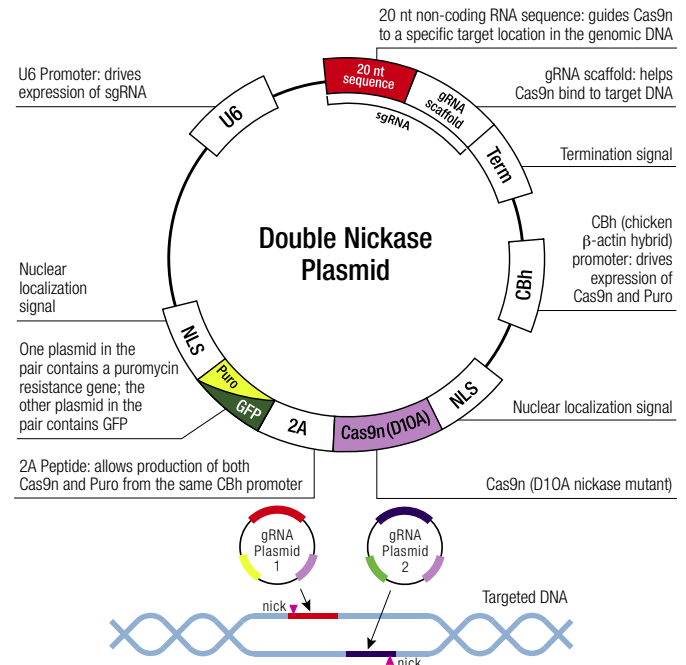 20 nt non-coding RNA sequence: guides Cas9n
to a specific target location in the genomic DNA
U6 Promoter: drives
expression of sgRNA
gRNA scaffold: helps
Cas9n bind to target DNA
20 nt
sequence
gRNA
scaffold
sgRNA
U6
Term
Termination signal
Double Nickase
Plasmid
CBh (chicken
β-actin hybrid)
promoter: drives
expression of
Cas9n and Puro
CBh
Nuclear
localization
signal
NLS
One plasmid in the
pair contains a puromycin
resistance gene; the
other plasmid in the
pair contains GFP
Puro
GFP
2A
Cas9n (D10A)
NLS
Nuclear localization signal
2A Peptide: allows production of both
Cas9n and Puro from the same CBh promoter
Cas9n (D10A nickase mutant)
gRNA
Plasmid
1
gRNA
Plasmid
2
Targeted DNA
nick
nick